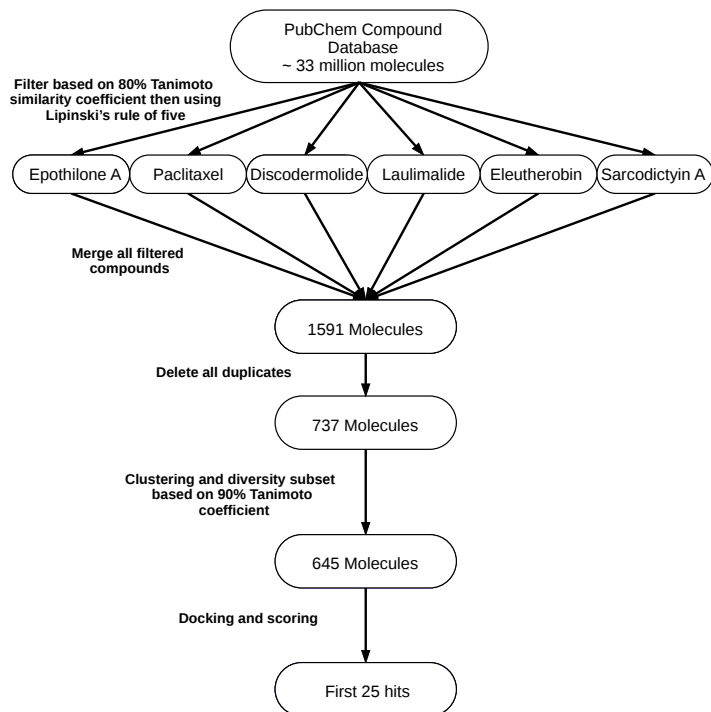 PubChem Compound
Database
~ 33 million molecules
Filter based on 80% Tanimoto
similarity coefficient then using
Lipinski's rule of five
Epothilone A
Paclitaxel
Discodermolide
Laulimalide
Eleutherobin
Sarcodictyin A
Merge all filtered
compounds
1591 Molecules
Delete all duplicates
737 Molecules
Clustering and diversity subset
based on 90% Tanimoto
coefficient
645 Molecules
Docking and scoring
First 25 hits